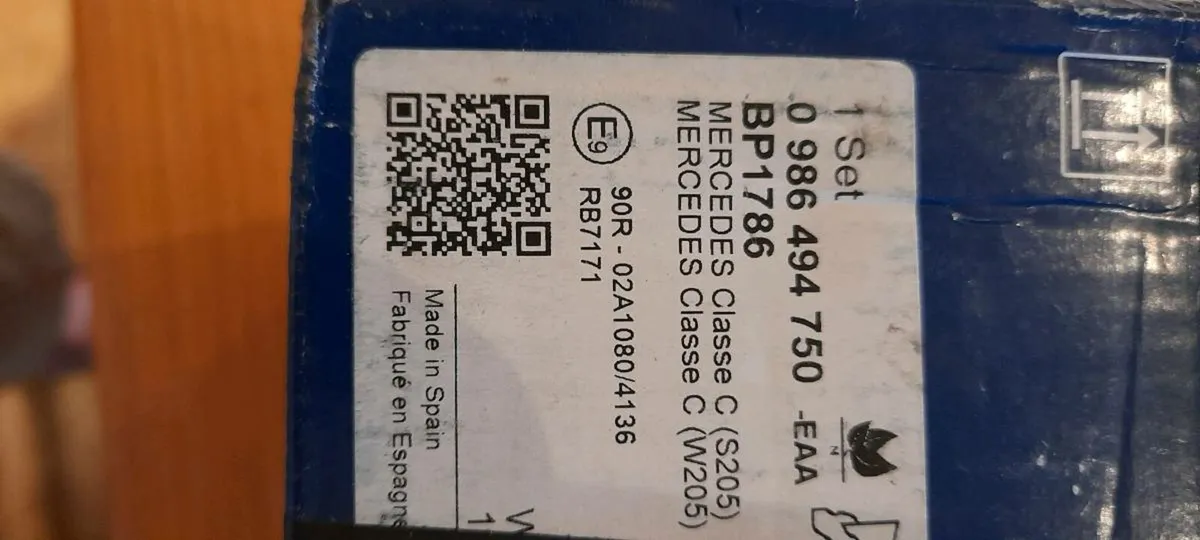 1 Set
0 986 494 750 -EAA
BP1786
MERCEDES Classe C (S205)
MERCEDES Classe C (W205)
E9
90R - 02A1080/4136
RB7171
Made in Spain
Fabriqué en Espagne